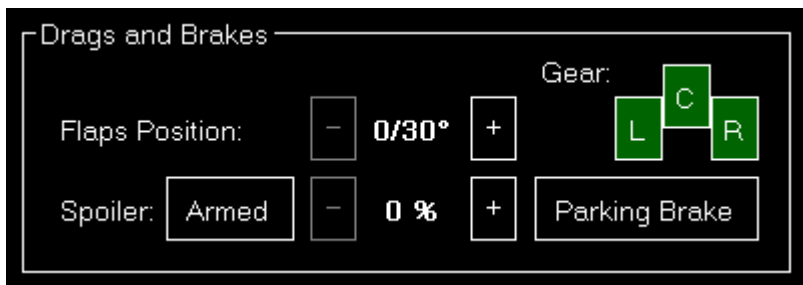 Drags and Brakes
Gear:
C
Flaps Position: − 0/30° + L R
Spoiler: Armed − 0 % + Parking Brake